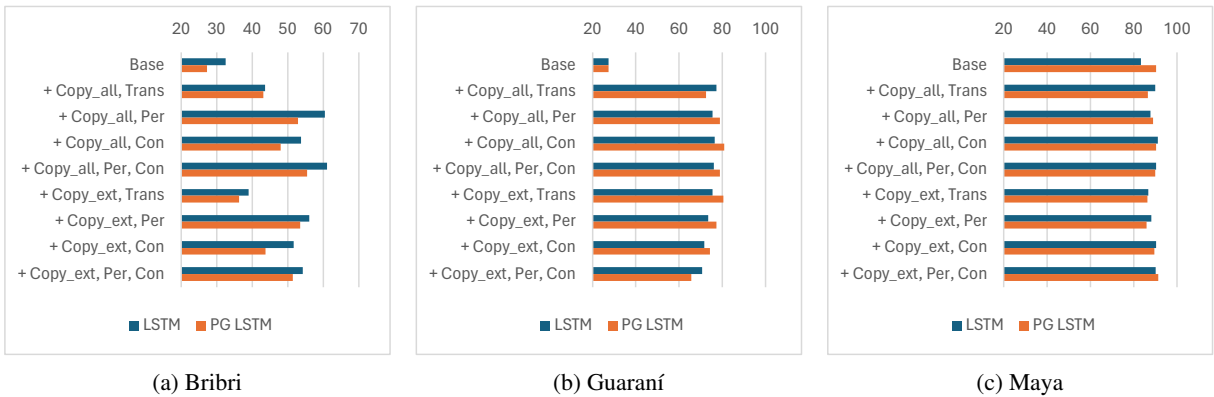 20 30 40 50 60 70
Base
+ Copy_all, Trans
+ Copy_all, Per
+ Copy_all, Con
+ Copy_all, Per, Con
+ Copy_ext, Trans
+ Copy_ext, Per
+ Copy_ext, Con
+ Copy_ext, Per, Con
LSTM PG LSTM
(a) Bribri
20 40 60 80 100
Base
+ Copy_all, Trans
+ Copy_all, Per
+ Copy_all, Con
+ Copy_all, Per, Con
+ Copy_ext, Trans
+ Copy_ext, Per
+ Copy_ext, Con
+ Copy_ext, Per, Con
LSTM PG LSTM
(b) Guaraní
20 40 60 80 100
Base
+ Copy_all, Trans
+ Copy_all, Per
+ Copy_all, Con
+ Copy_all, Per, Con
+ Copy_ext, Trans
+ Copy_ext, Per
+ Copy_ext, Con
+ Copy_ext, Per, Con
LSTM PG LSTM
(c) Maya